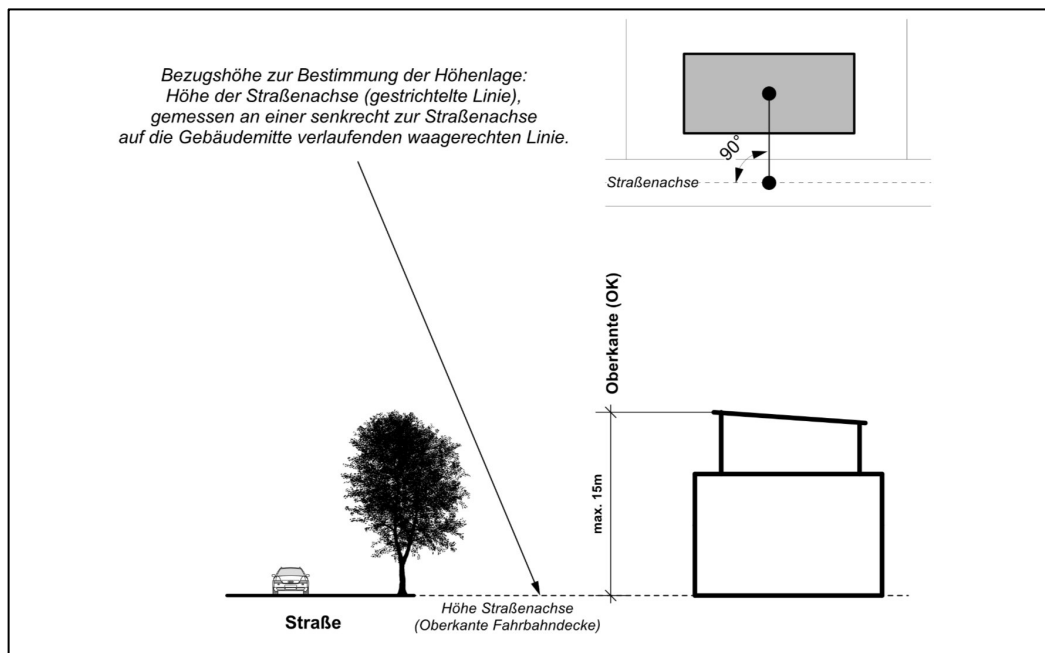 Bezugshöhe zur Bestimmung der Höhenlage:
Höhe der Straßenachse (gestrichtelte Linie),
gemessen an einer senkrecht zur Straßenachse
auf die Gebäudemitte verlaufenden waagerechten Linie.
90°
Straßenachse
Oberkante (OK)
max. 15m
Höhe Straßenachse
(Oberkante Fahrbahndecke)
Straße